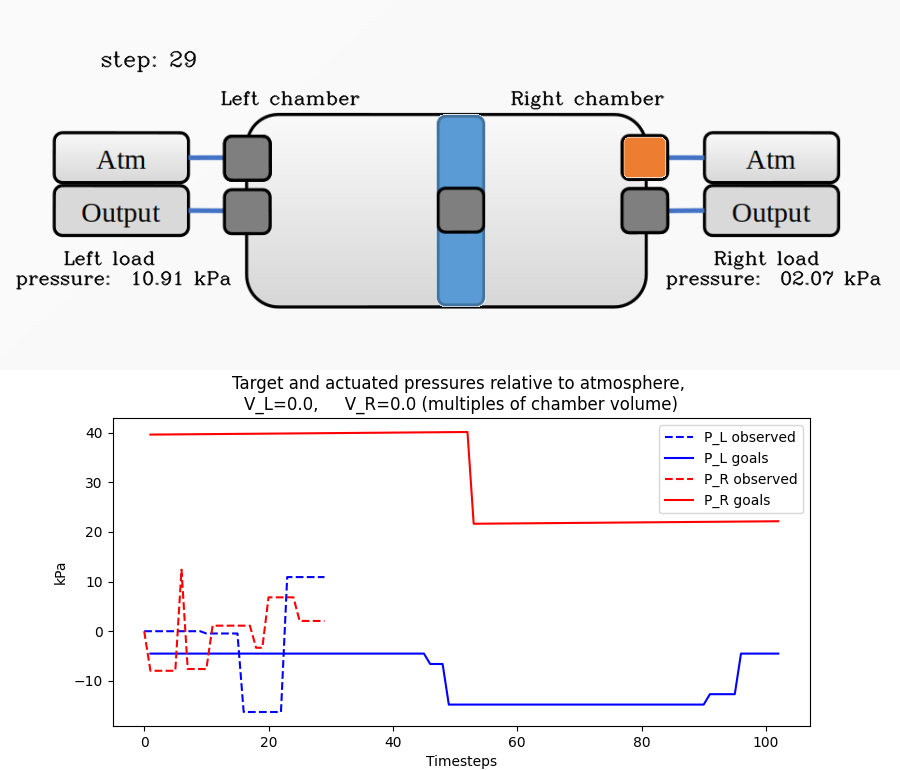 step: 29
Left chamber
Right chamber
Atm
Atm
Output
Output
Left load
pressure: 10.91 kPa
Right load
pressure: 02.07 kPa
Target and actuated pressures relative to atmosphere,
V_L=0.0, V_R=0.0 (multiples of chamber volume)
40
30
20
10
0
−10
kPa
P_L observed
P_L goals
P_R observed
P_R goals
0 20 40 60 80 100
Timesteps